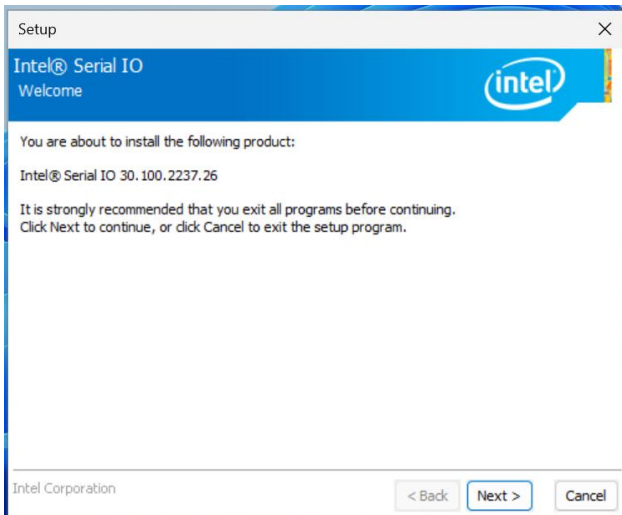 Setup
Intel® Serial IO
Welcome
intel
You are about to install the following product:
Intel® Serial IO 30.100.2237.26
It is strongly recommended that you exit all programs before continuing.
Click Next to continue, or click Cancel to exit the setup program.
Intel Corporation
< Back Next > Cancel